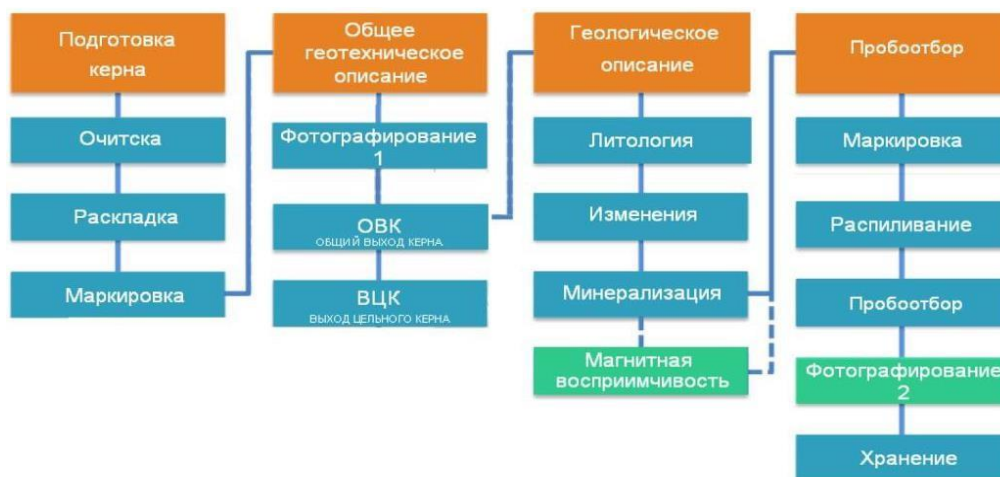 Подготовка
керна
Очитска
Раскладка
Маркировка
Общее
геотехническое
описание
Фотографирование
1
ОВК
ОБЩИЙ ВЫХОД КЕРНА
ВЦК
ВЫХОД ЦЕЛЬНОГО КЕРНА
Геологическое
описание
Литология
Изменения
Минерализация
Магнитная
восприимчивость
Пробоотбор
Маркировка
Распиливание
Пробоотбор
Фотографирование
2
Хранение